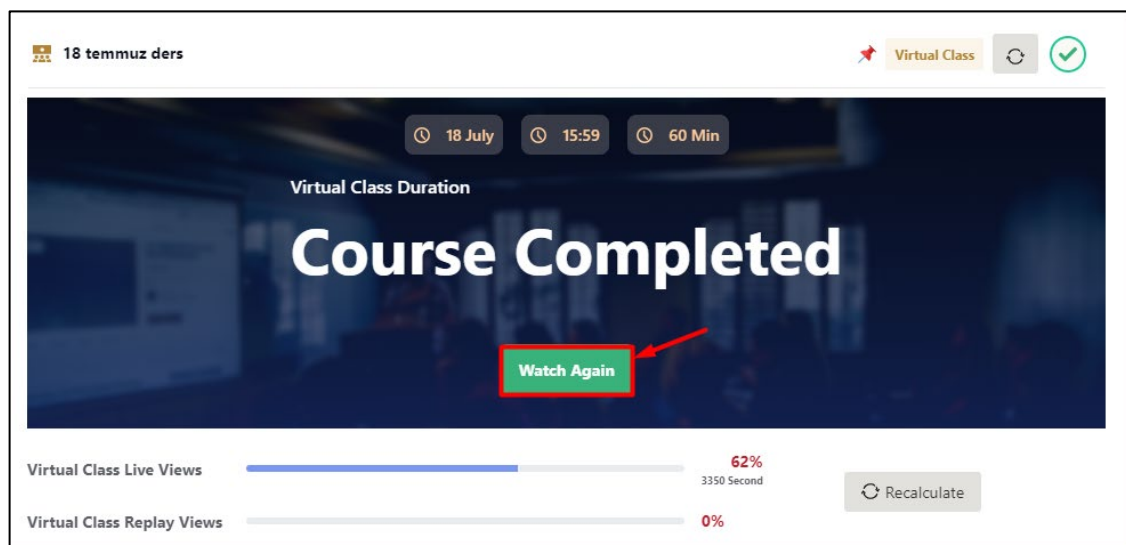 18 temmuz ders
Virtual Class
18 July 15:59 60 Min
Virtual Class Duration
Course Completed
Watch Again
Virtual Class Live Views 62%
3350 Second
Recalculate
Virtual Class Replay Views 0%